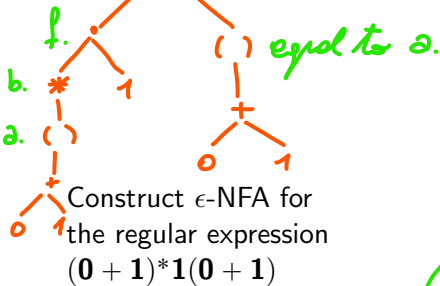 f. ·
( ) equal to a.
b. * 1
a. ( ) +
+ 0 1
0 1
Construct ϵ-NFA for
the regular expression
(0 + 1)*1(0 + 1)